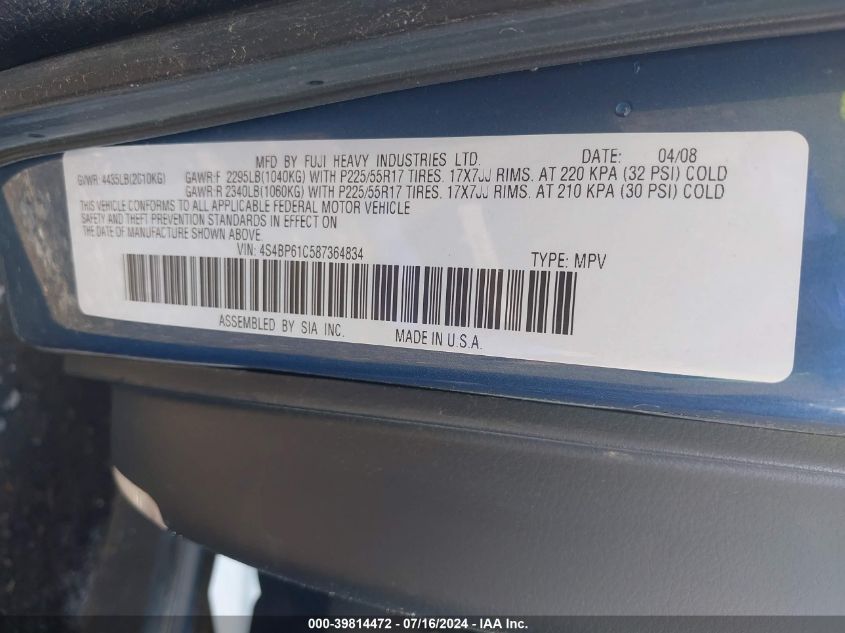 MFD BY FUJI HEAVY INDUSTRIES LTD. DATE: 04/08
GVWR: 4435LB(2010KG) GAWR:F 2295LB(1040KG) WITH P225/55R17 TIRES. 17X7JJ RIMS. AT 220 KPA (32 PSI) COLD
GAWR:R 2340LB(1060KG) WITH P225/55R17 TIRES. 17X7JJ RIMS. AT 210 KPA (30 PSI) COLD
THIS VEHICLE CONFORMS TO ALL APPLICABLE FEDERAL MOTOR VEHICLE
SAFETY AND THEFT PREVENTION STANDARDS IN EFFECT ON
THE DATE OF MANUFACTURE SHOWN ABOVE.
VIN: 4S4BP61C587364834 TYPE: MPV
ASSEMBLED BY SIA INC. MADE IN U.S.A.
000-39814472 - 07/16/2024 - IAA Inc.